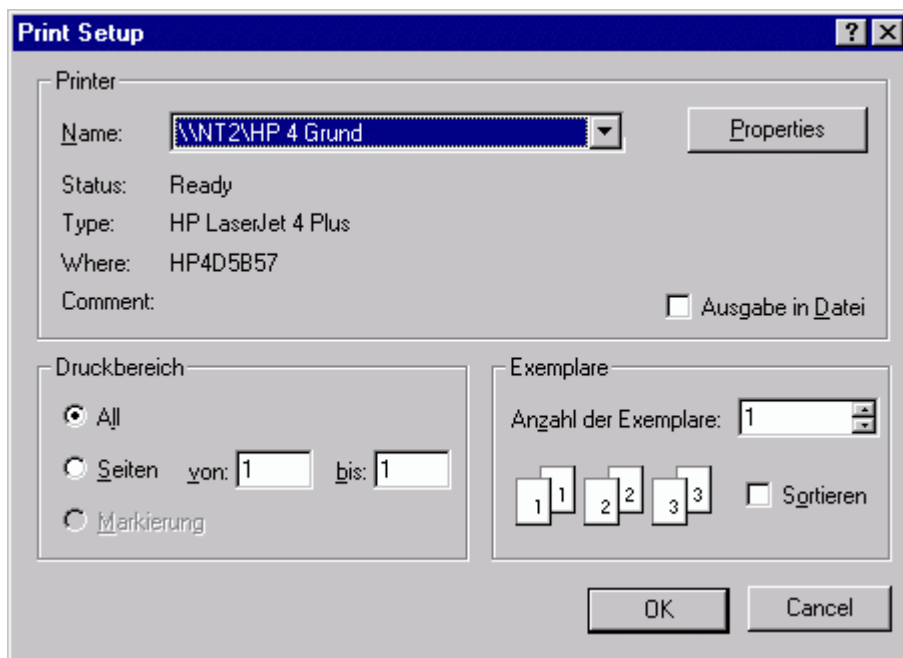 Print Setup
Printer
Name: \\NT2\HP 4 Grund Properties
Status: Ready
Type: HP LaserJet 4 Plus
Where: HP4D5B57
Comment: Ausgabe in Datei
Druckbereich
All
Seiten von: 1 bis: 1
Markierung
Exemplare
Anzahl der Exemplare: 1
1 1 2 2 3 3 Sortieren
OK Cancel